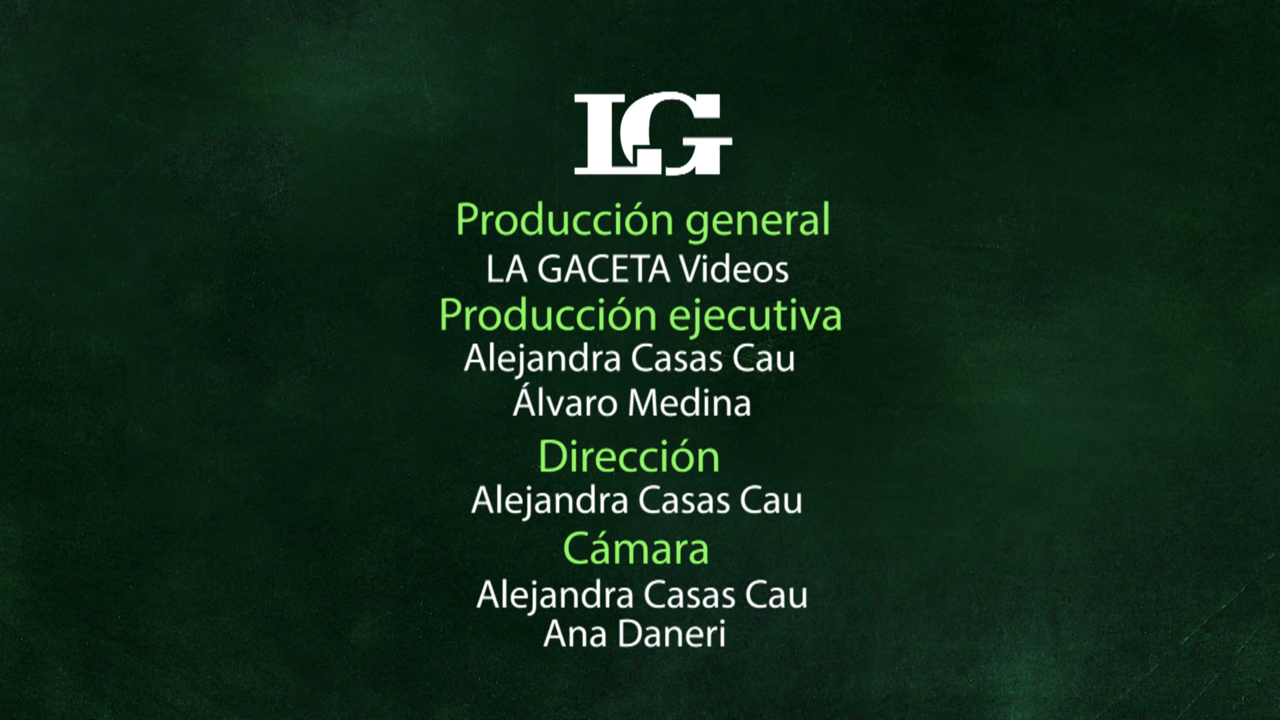 LG
Producción general
LA GACETA Videos
Producción ejecutiva
Alejandra Casas Cau
Álvaro Medina
Dirección
Alejandra Casas Cau
Cámara
Alejandra Casas Cau
Ana Daneri